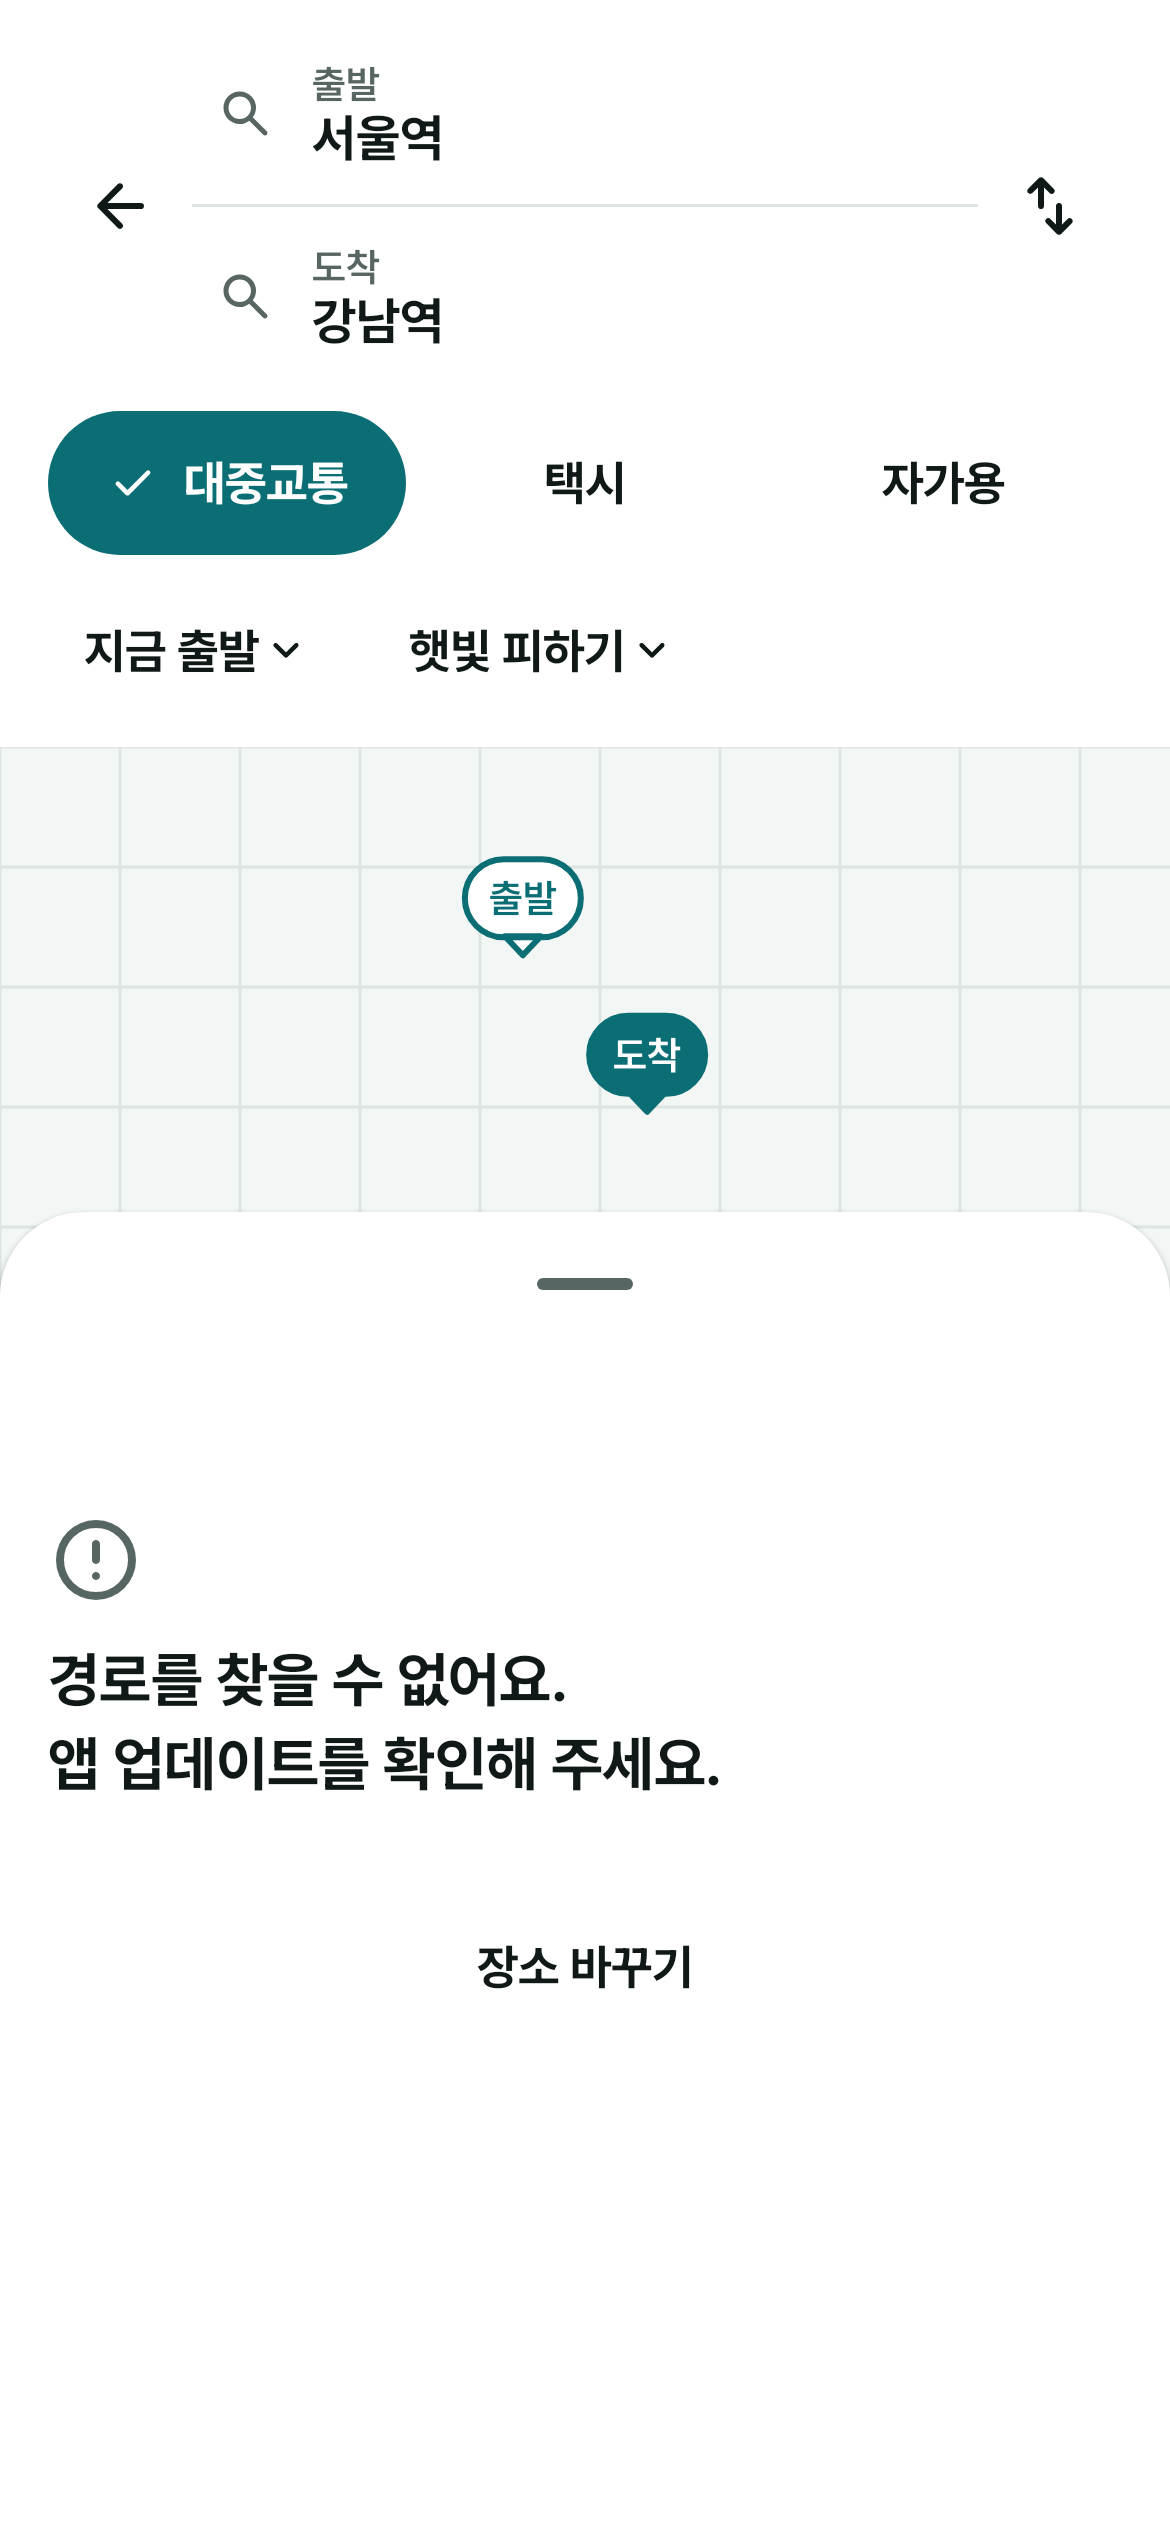 출발
서울역
도착
강남역
대중교통 택시 자가용
지금 출발 햇빛 피하기
출발
도착
경로를 찾을 수 없어요.
앱 업데이트를 확인해 주세요.
장소 바꾸기